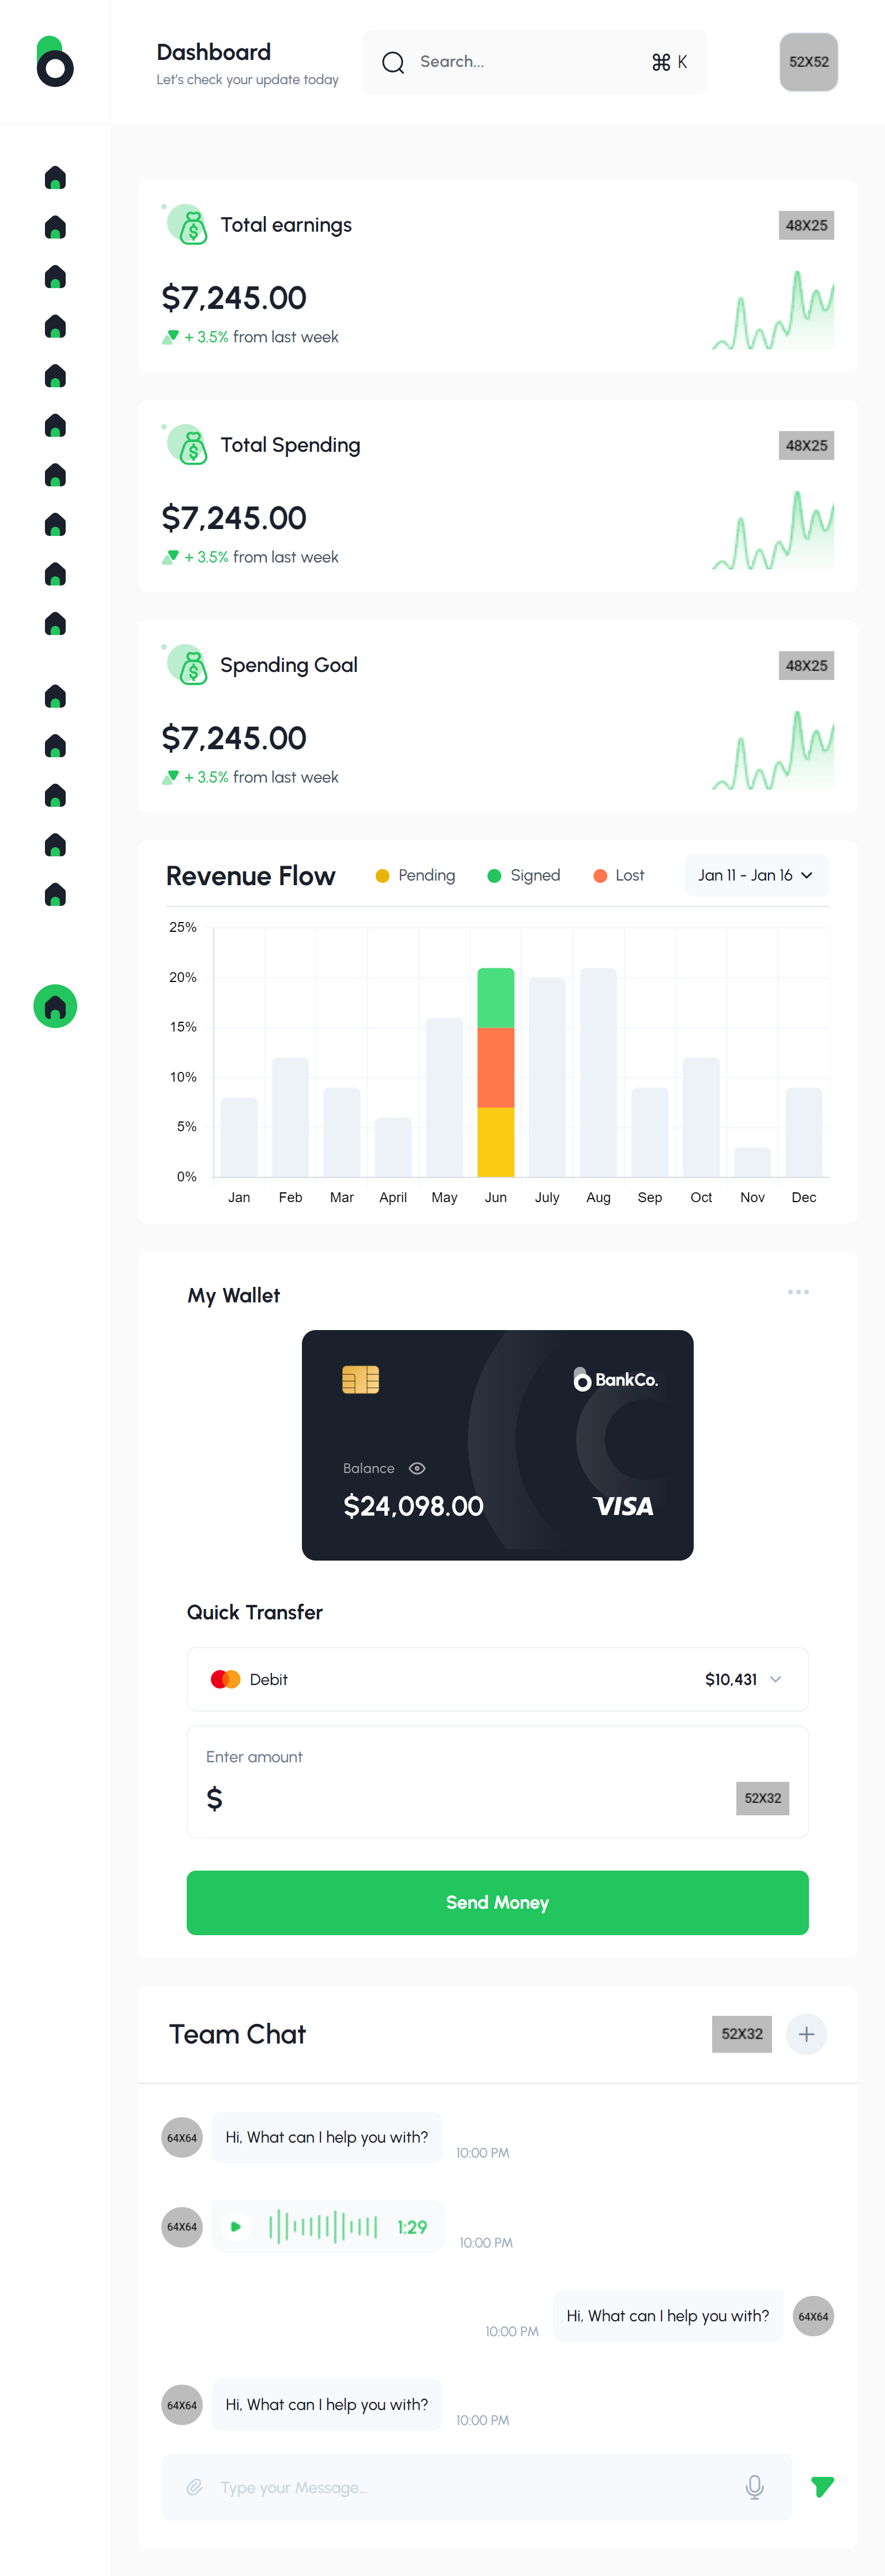 Dashboard
Let's check your update today
Search...
⌘ K
52X52
Total earnings
48X25
$7,245.00
+ 3.5% from last week
Total Spending
48X25
$7,245.00
+ 3.5% from last week
Spending Goal
48X25
$7,245.00
+ 3.5% from last week
Revenue Flow
Pending
Signed
Lost
Jan 11 - Jan 16
25%
20%
15%
10%
5%
0%
Jan Feb Mar April May Jun July Aug Sep Oct Nov Dec
My Wallet
BankCo.
Balance
$24,098.00
VISA
Quick Transfer
Debit
$10,431
Enter amount
$
52X32
Send Money
Team Chat
52X32
64X64
Hi, What can I help you with?
10:00 PM
64X64
1:29
10:00 PM
Hi, What can I help you with?
64X64
10:00 PM
64X64
Hi, What can I help you with?
10:00 PM
Type your Message...